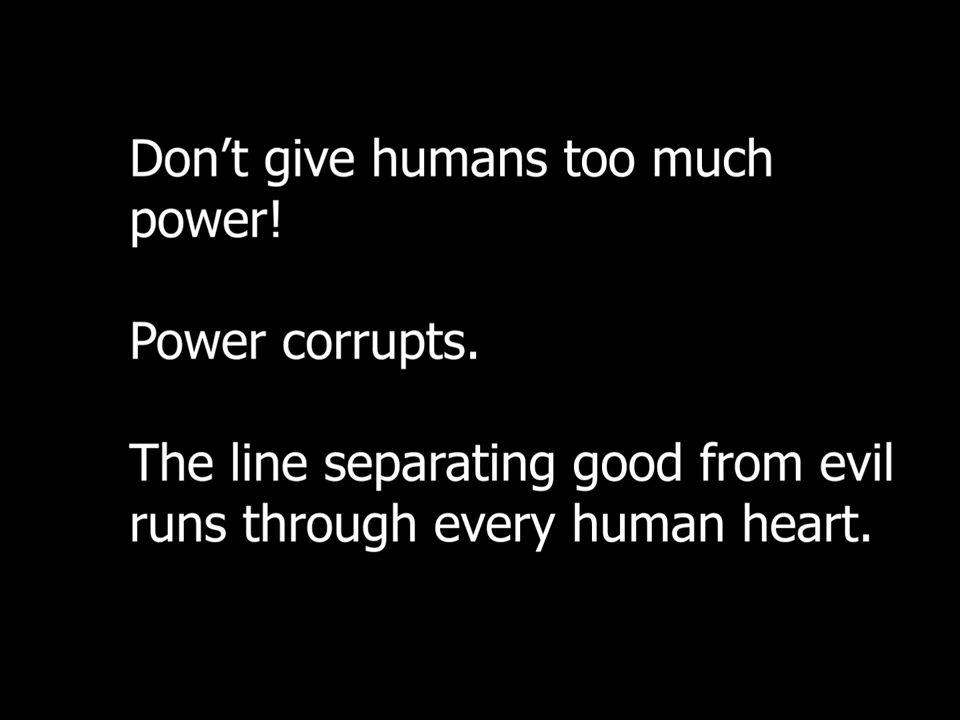 Don’t give humans too much
power!
Power corrupts.
The line separating good from evil
runs through every human heart.